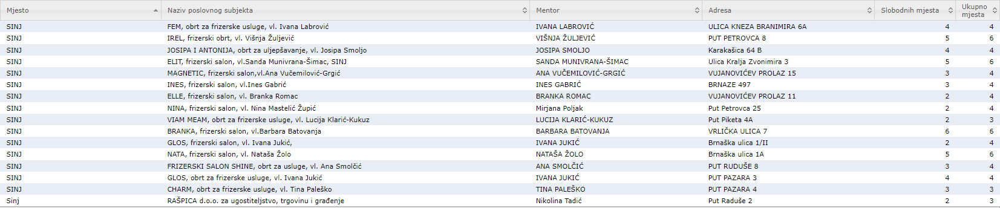 Mjesto Naziv poslovnog subjekta Mentor Adresa Slobodnih mjesta Ukupno mjesta
SINJ FEM, obrt za frizerske usluge, vl. Ivana Labrović IVANA LABROVIĆ ULICA KNEZA BRANIMIRA 6A 4 4
SINJ IREL, frizerski obrt, vl. Višnja Žuljević VIŠNJA ŽULJEVIĆ PUT PETROVCA 8 5 6
SINJ JOSIPA I ANTONIJA, obrt za uljepšavanje, vl. Josipa Smoljo JOSIPA SMOLJO Karakašica 64 B 4 4
SINJ ELIT, frizerski salon, vl.Sanda Munivrana-Šimac, SINJ SANDA MUNIVRANA-ŠIMAC Ulica Kralja Zvonimira 3 5 6
SINJ MAGNETIC, frizerski salon,vl.Ana Vučemilović-Grgić ANA VUČEMILOVIĆ-GRGIĆ VUJANOVIĆEV PROLAZ 15 3 4
SINJ INES, frizerski salon, vl.Ines Gabrić INES GABRIĆ BRNAZE 497 3 4
SINJ ELLE, frizerski salon, vl. Branka Romac BRANKA ROMAC VUJANOVIĆEV PROLAZ 11 2 4
SINJ NINA, frizerski salon, vl. Nina Mastelić Župić Mirjana Poljak Put Petrovca 25 2 4
SINJ VIAM MEAM, obrt za frizerske usluge, vl. Lucija Klarić-Kukuz LUCIJA KLARIĆ-KUKUZ Put Piketa 4A 2 3
SINJ BRANKA, frizerski salon, vl.Barbara Batovanja BARBARA BATOVANJA VRLIČKA ULICA 7 6 6
SINJ GLOS, frizerski salon, vl. Ivana Jukić, IVANA JUKIĆ Brnaška ulica 1/II 2 4
SINJ NATA, frizerski salon, vl. Nataša Žolo NATAŠA ŽOLO Brnaška ulica 1A 5 6
SINJ FRIZERSKI SALON SHINE, obrt za usluge, vl. Ana Smolčić ANA SMOLČIĆ PUT RUDUŠE 8 3 4
SINJ GLOS, obrt za frizerske usluge, vl. Ivana Jukić IVANA JUKIĆ PUT PAZARA 3 4 4
SINJ CHARM, obrt za frizerske usluge, vl. Tina Paleško TINA PALEŠKO PUT PAZARA 4 3 3
Sinj RAŠPICA d.o.o. za ugostiteljstvo, trgovinu i građenje Nikolina Tadić Put Raduše 2 2 3